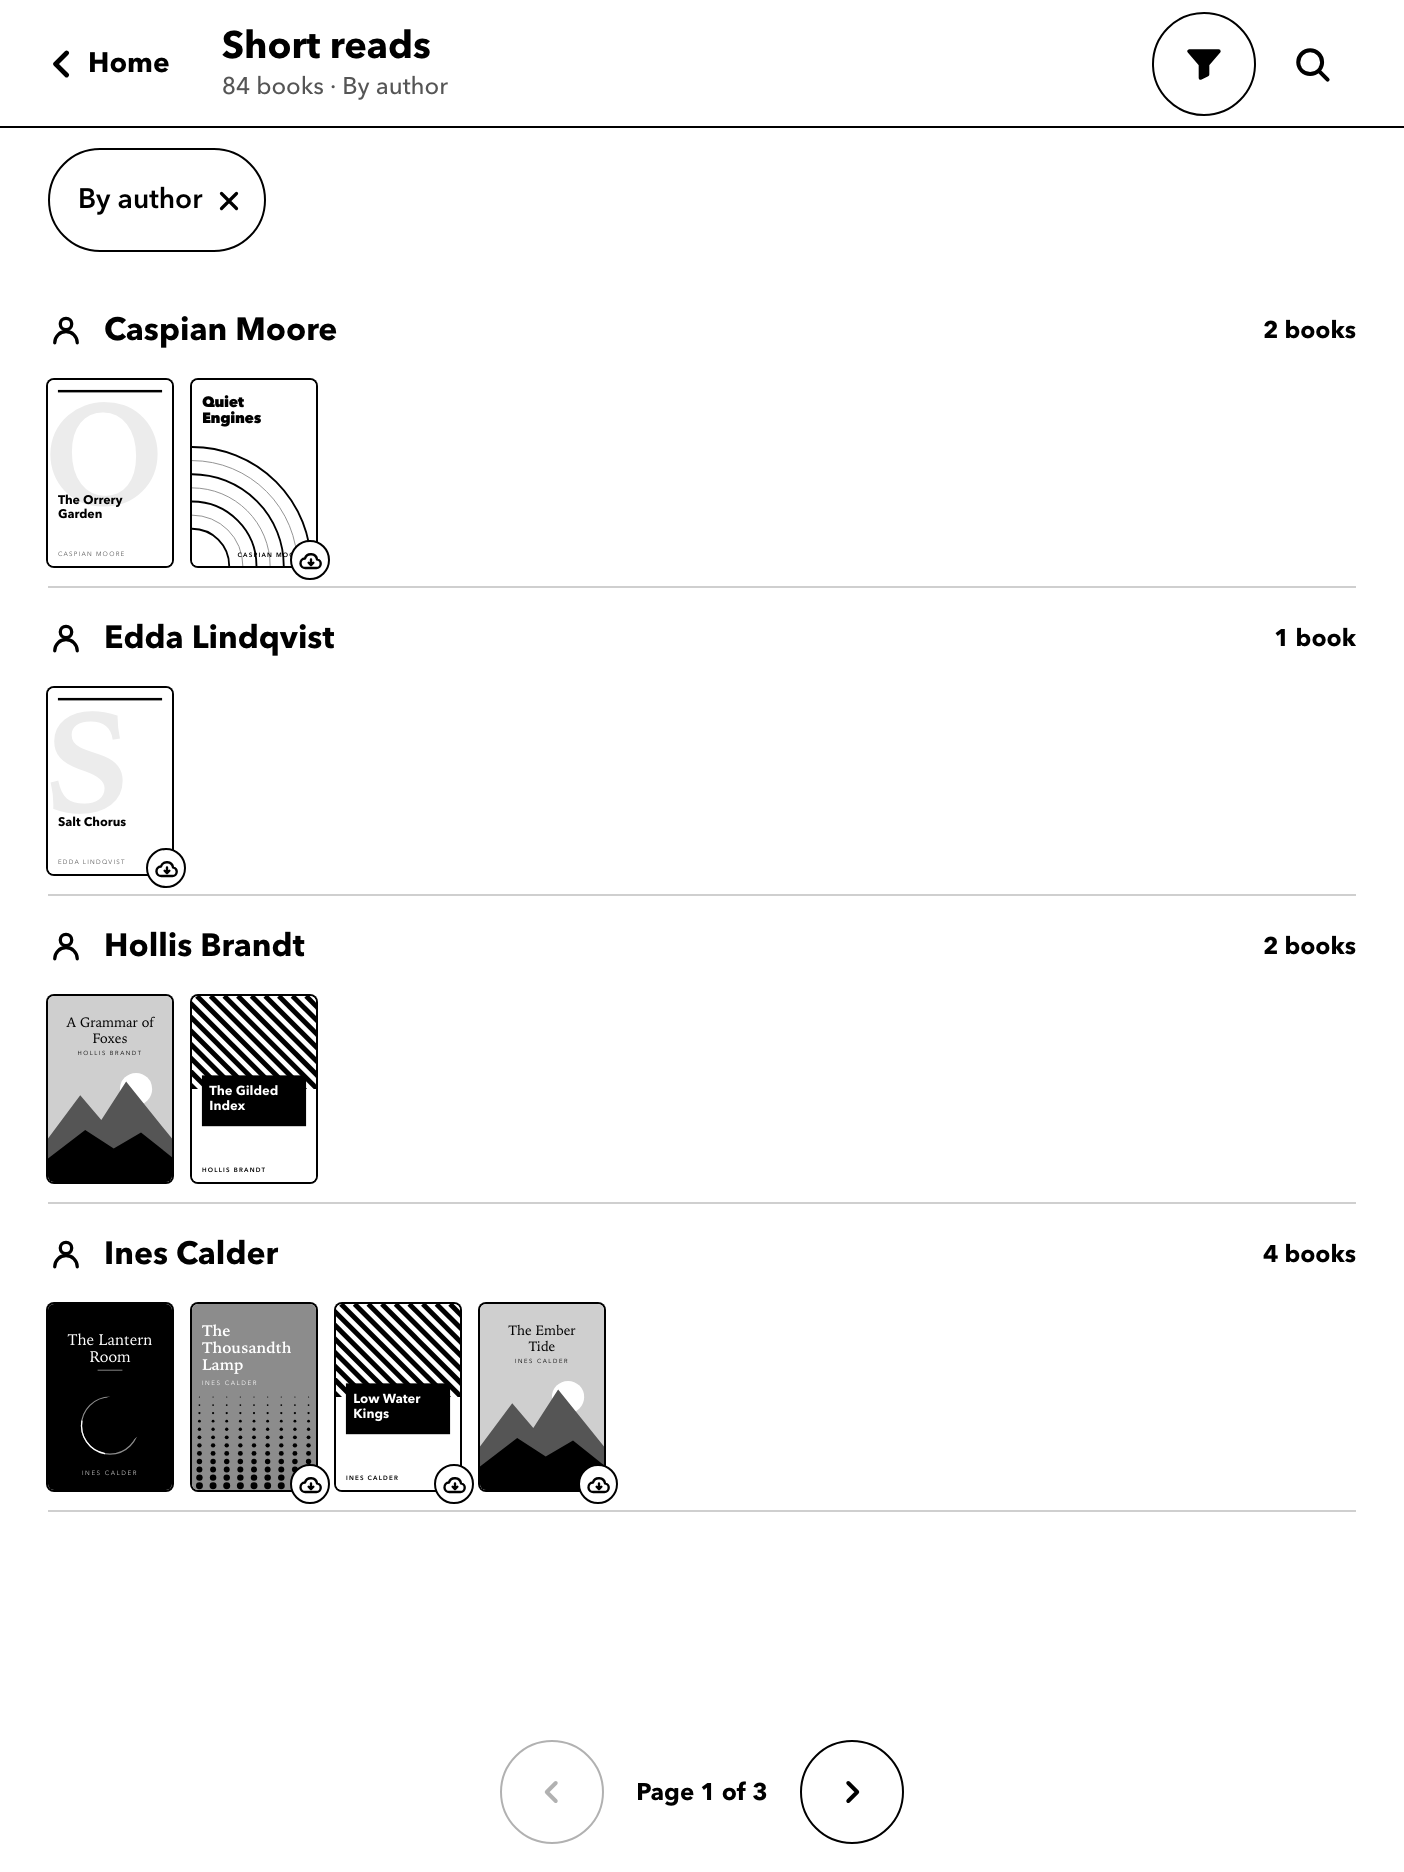 Home
Short reads
84 books · By author
By author
Caspian Moore
2 books
O
The Orrery
Garden
CASPIAN MOORE
Quiet
Engines
CASPIAN
Edda Lindqvist
1 book
S
Salt Chorus
EDDA LINDQVIST
Hollis Brandt
2 books
A Grammar of
Foxes
HOLLIS BRANDT
The Gilded
Index
HOLLIS BRANDT
Ines Calder
4 books
The Lantern
Room
INES CALDER
The
Thousandth
Lamp
INES CALDER
Low Water
Kings
INES CALDER
The Ember
Tide
INES CALDER
Page 1 of 3